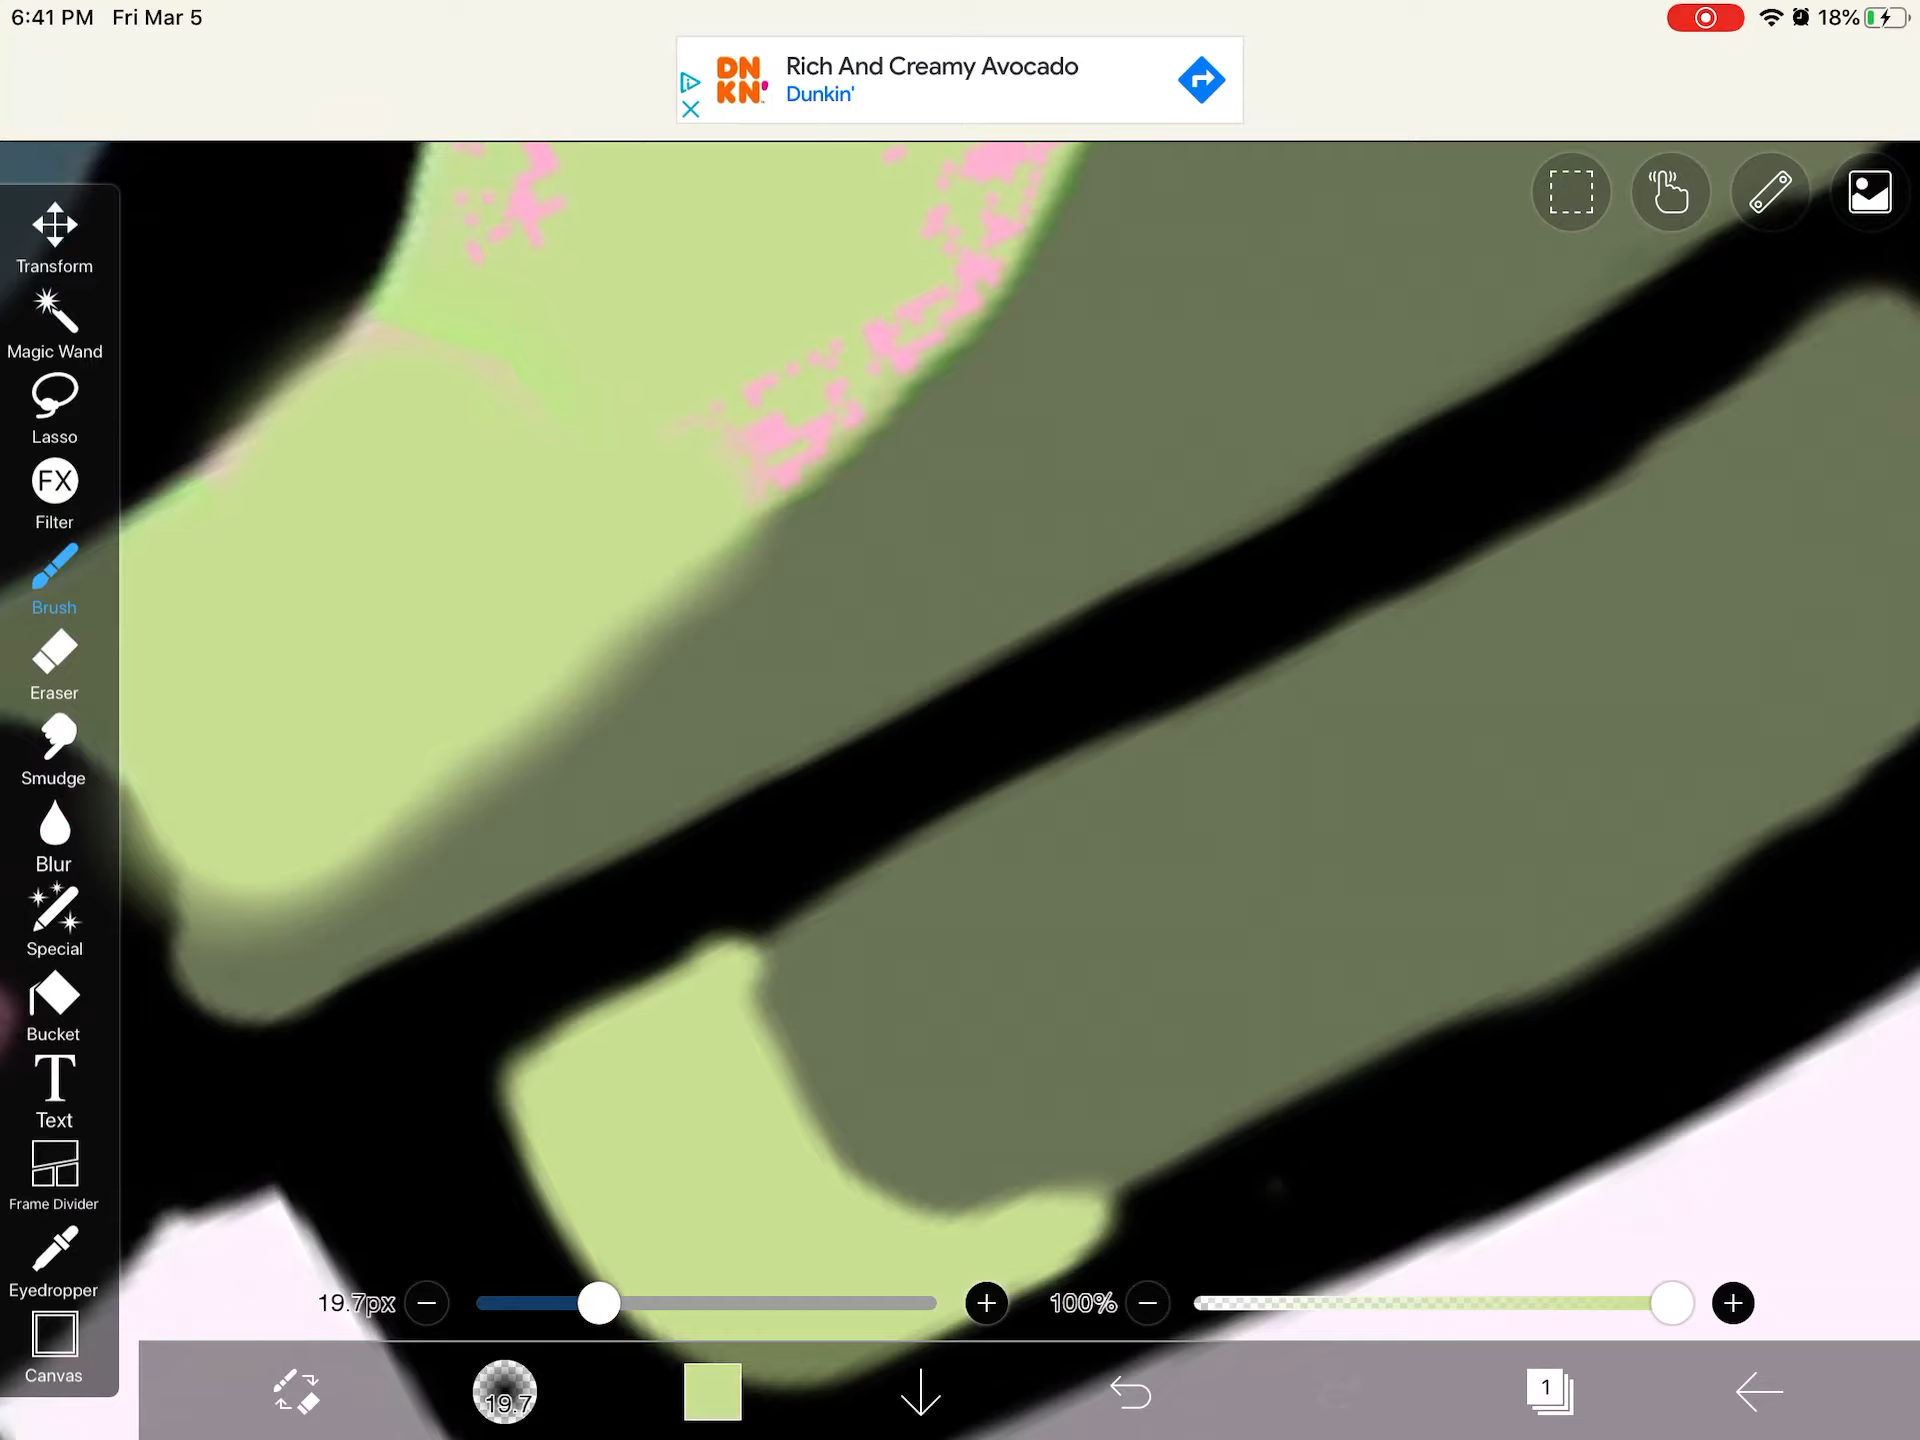 6:41 PM Fri Mar 5
18%
DN
KN
Rich And Creamy Avocado
Dunkin'
Transform
Magic Wand
Lasso
FX
Filter
Brush
Eraser
Smudge
Blur
Special
Bucket
T
Text
Frame Divider
Eyedropper
Canvas
19.7px
100%
19.7
1